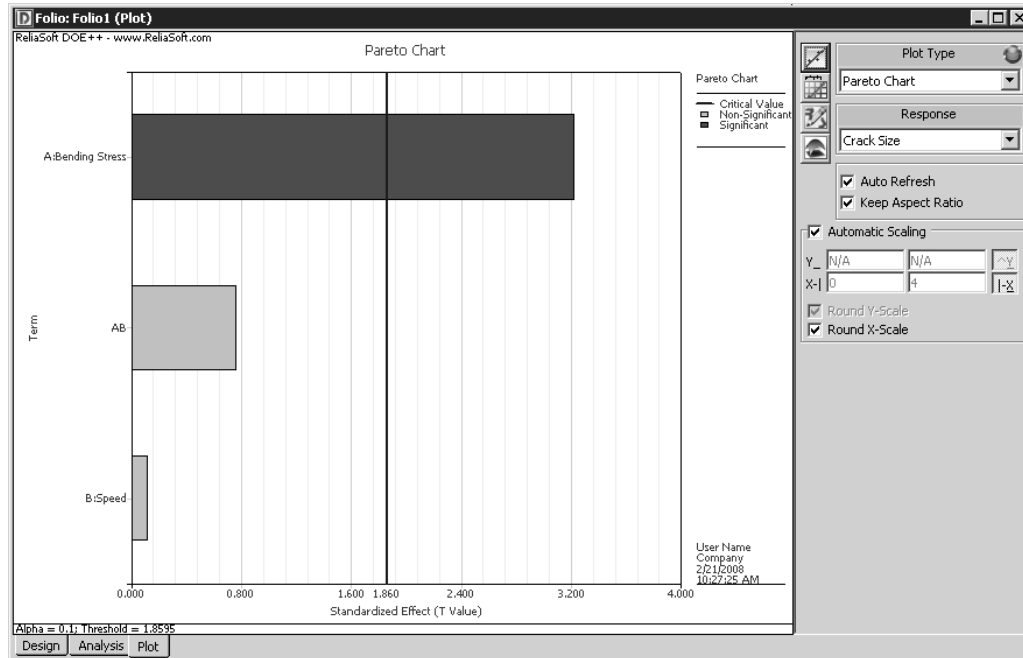 Folio: Folio1 (Plot)
ReliaSoft DOE++ - www.ReliaSoft.com
Pareto Chart
Pareto Chart
Critical Value
Non-Significant
Significant
A:Bending Stress
AB
B:Speed
Term
0.000 0.800 1.600 1.860 2.400 3.200 4.000
Standardized Effect (T Value)
User Name
Company
2/21/2008
10:27:25 AM
Alpha = 0.1; Threshold = 1.8595
Design Analysis Plot
Plot Type
Pareto Chart
Response
Crack Size
Auto Refresh
Keep Aspect Ratio
Automatic Scaling
Y_ N/A N/A ^Y
X-| 0 4 |-X
Round Y-Scale
Round X-Scale